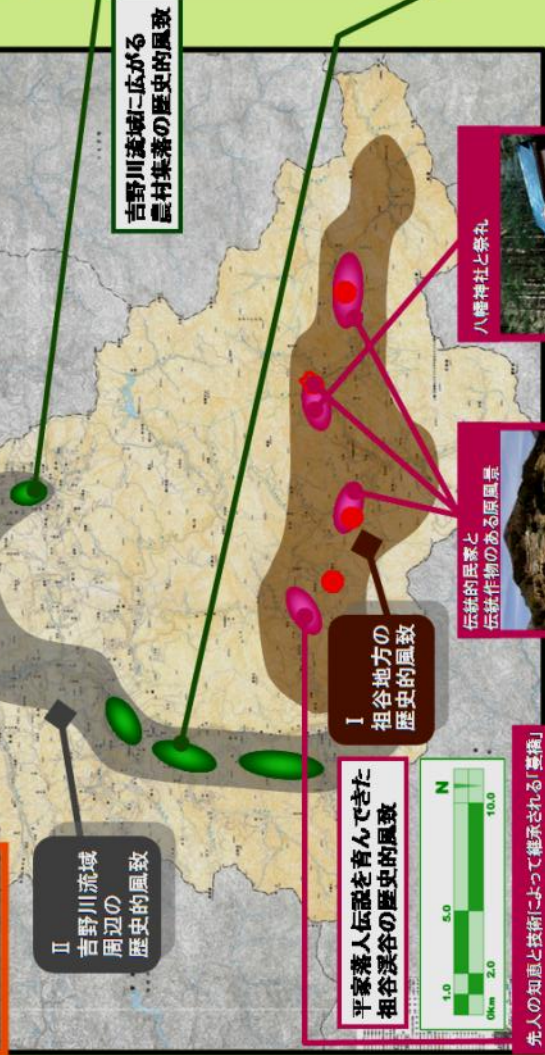 吉野川流域に広がる
農村集落の歴史的風致
八幡神社と祭礼
伝統的民家と
伝統作物のある原風景
Ⅰ
祖谷地方の
歴史的風致
Ⅱ
吉野川流域
周辺の
歴史的風致
平家落人伝説を育んできた
祖谷渓谷の歴史的風致
N
1.0 5.0 10.0
0km 2.0
先人の知恵と技術によって継承される「蔓橋」